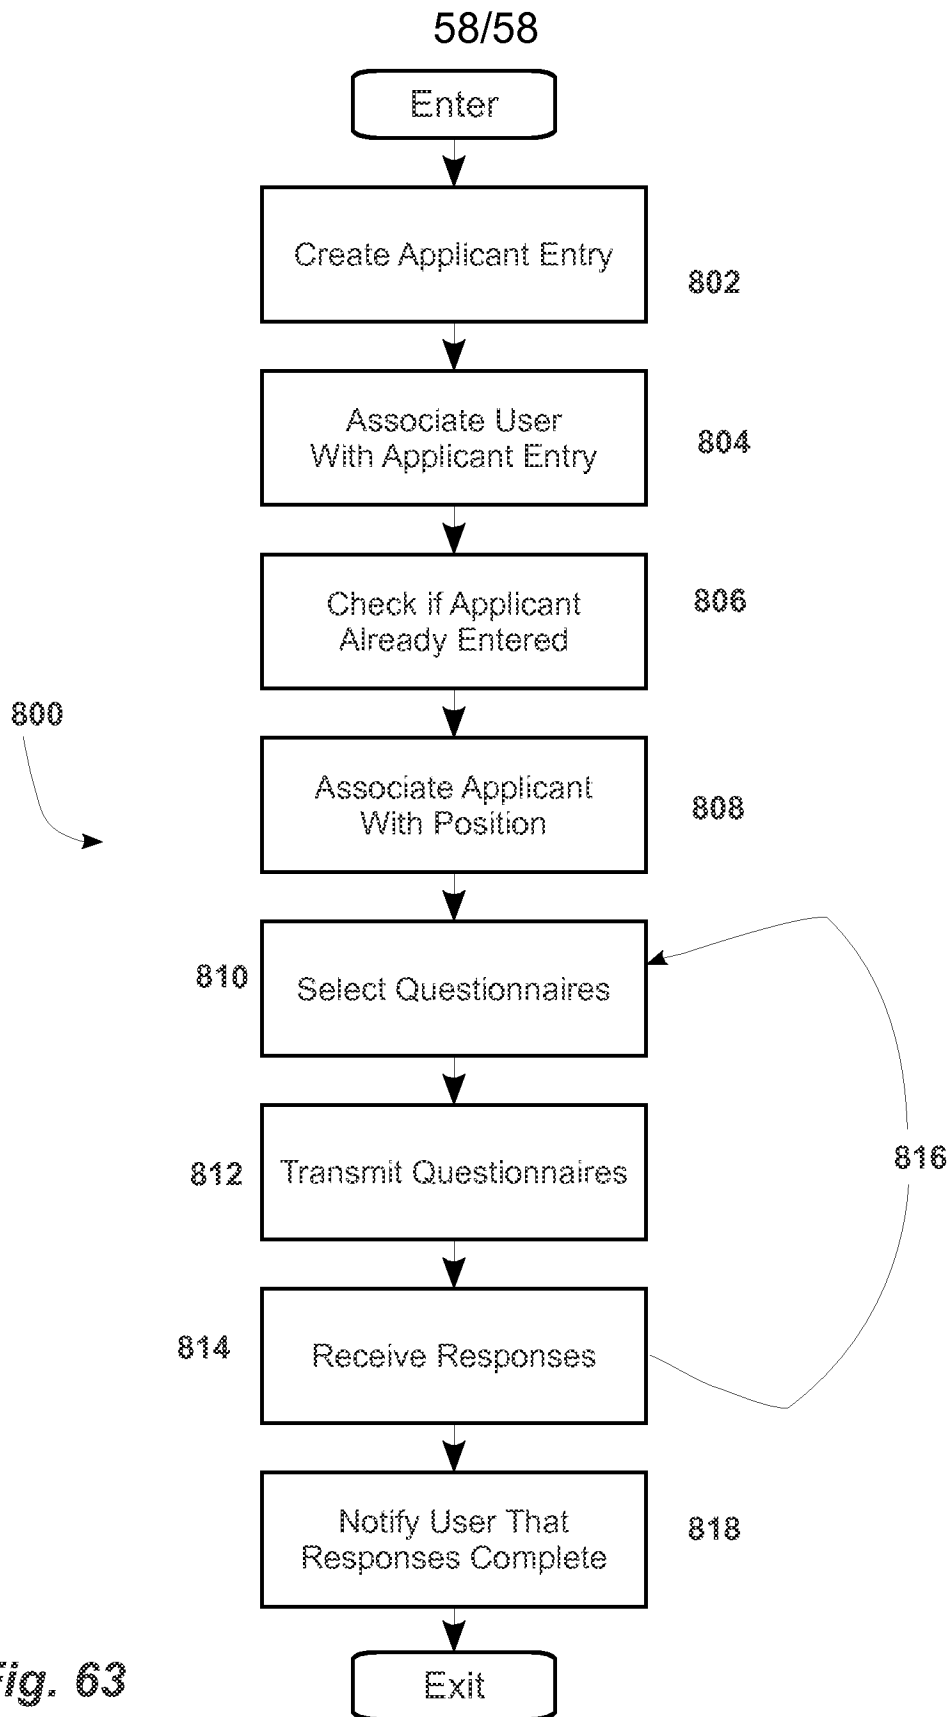 58/58
Enter
Create Applicant Entry
802
Associate User
With Applicant Entry
804
Check if Applicant
Already Entered
806
800
Associate Applicant
With Position
808
810
Select Questionnaires
812
Transmit Questionnaires
816
814
Receive Responses
Notify User That
Responses Complete
818
Exit
Fig. 63